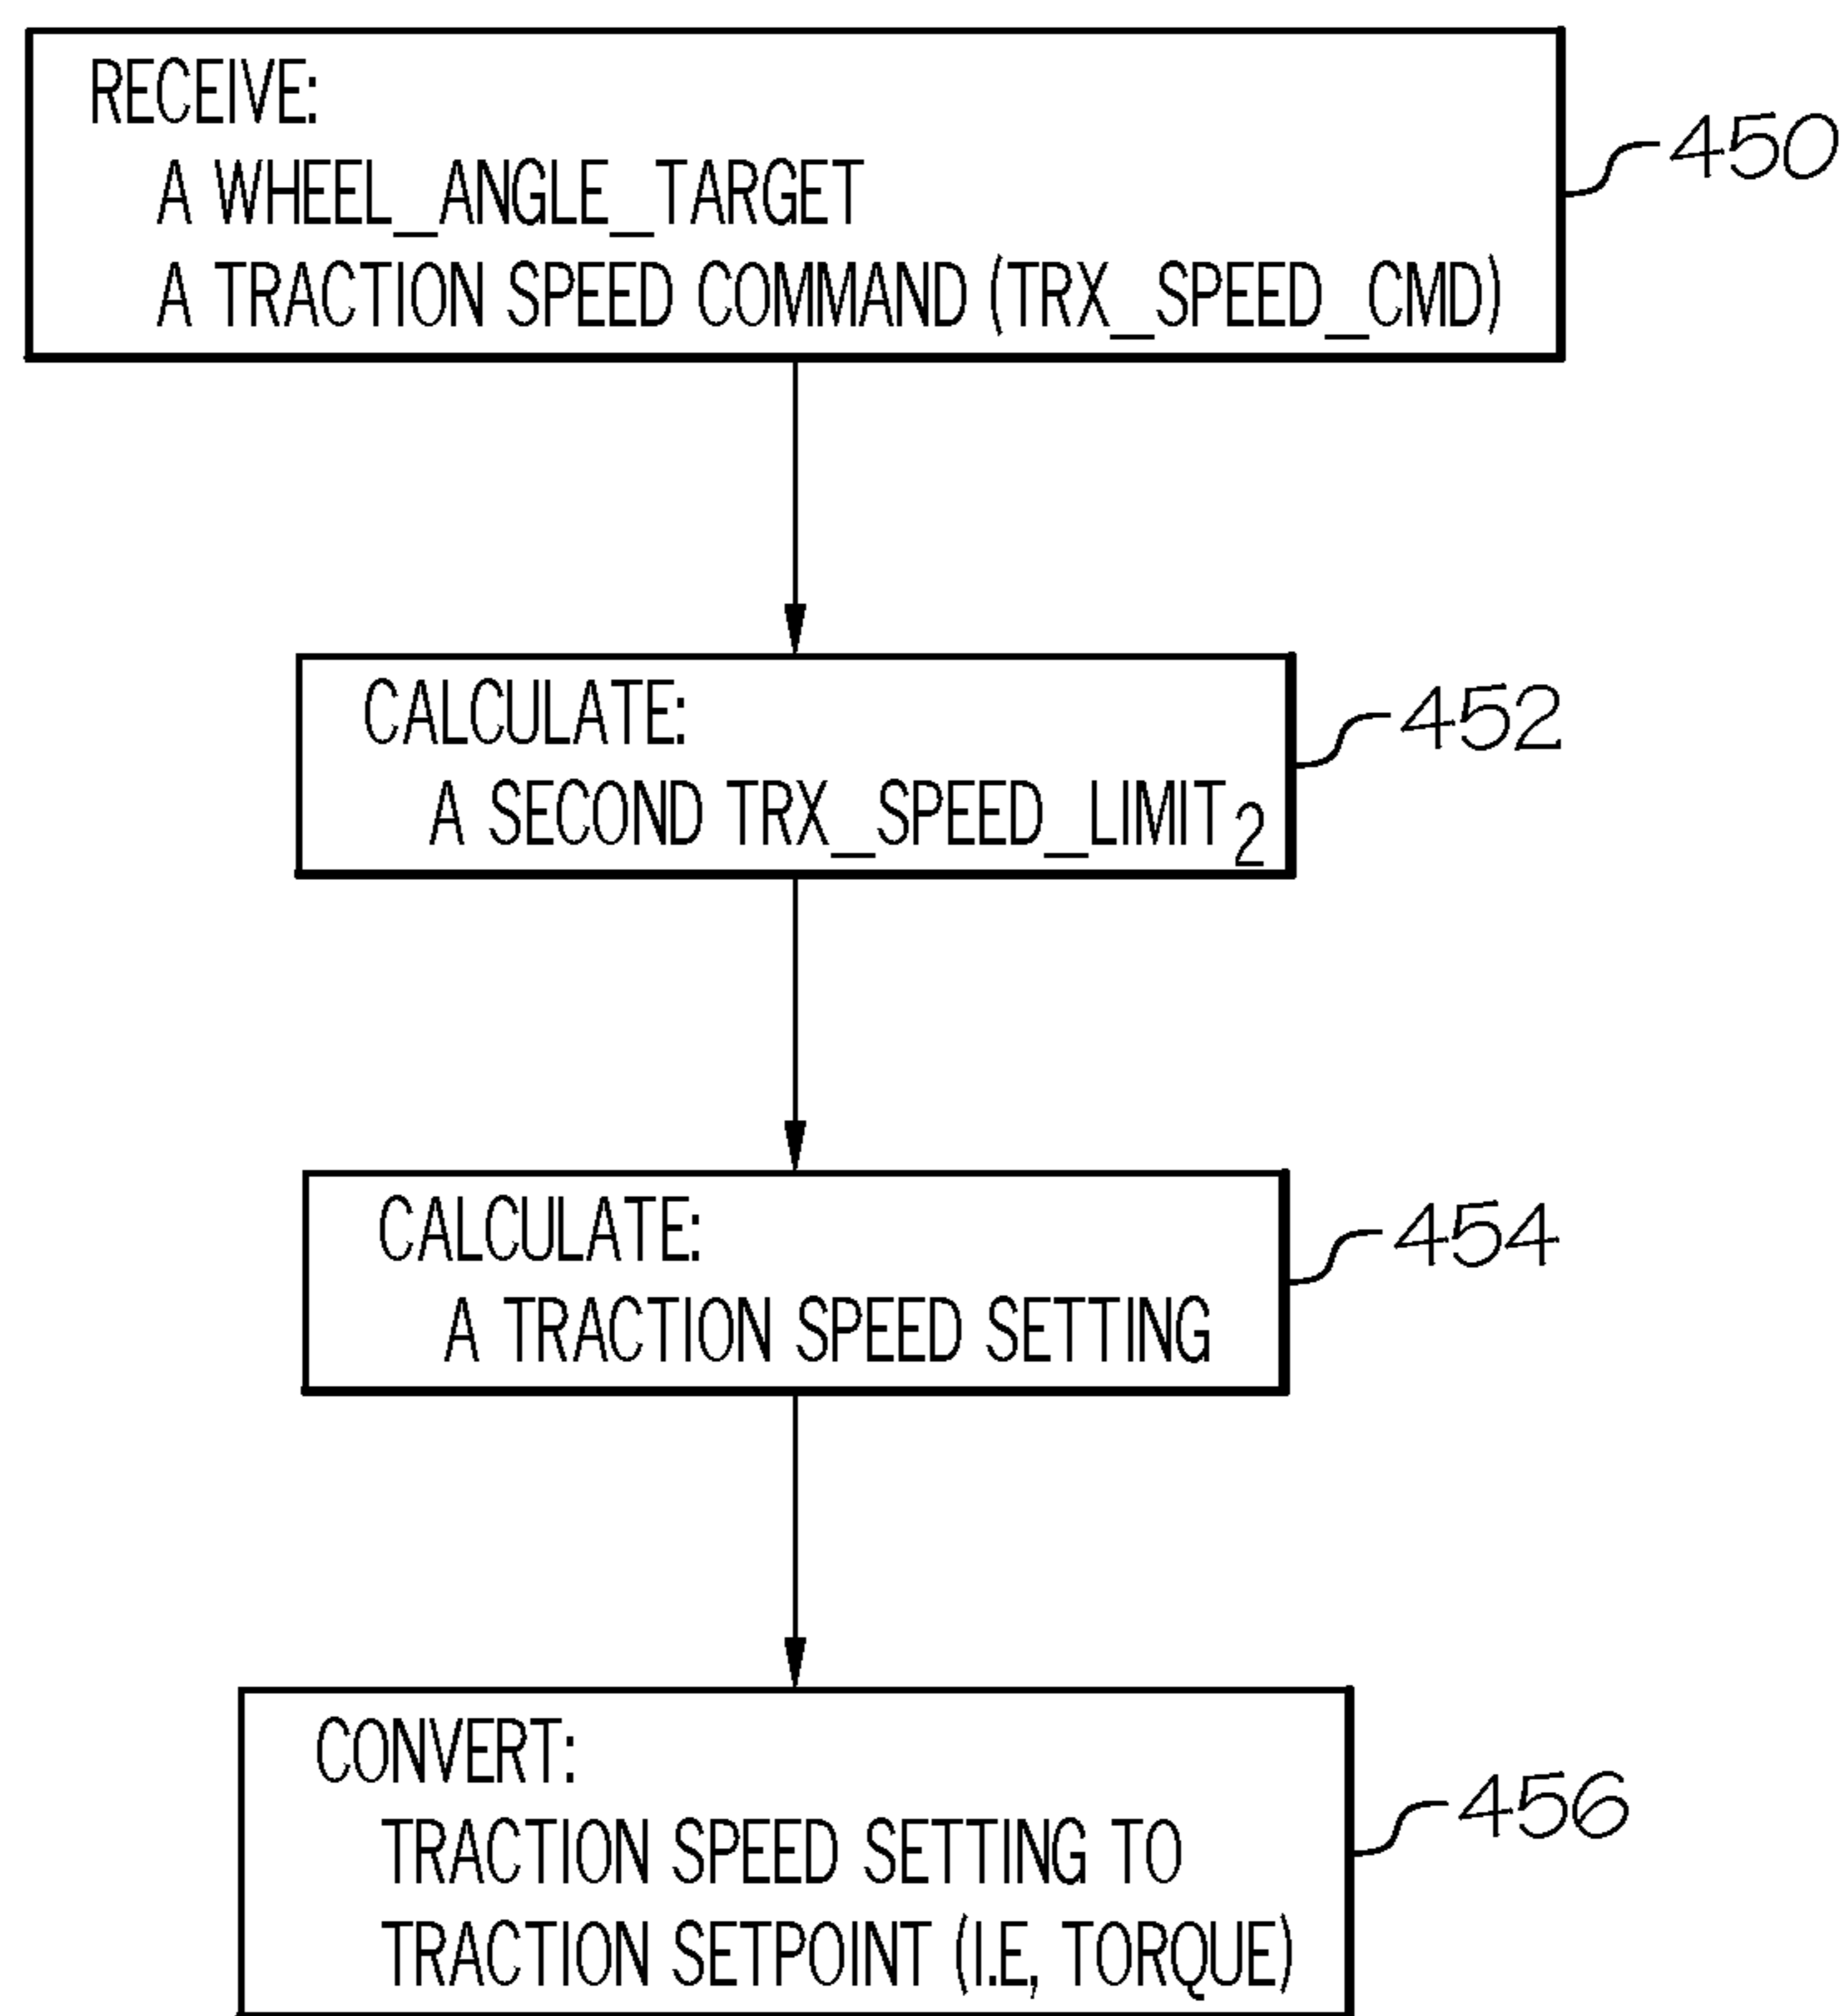 RECEIVE:
A WHEEL_ANGLE_TARGET
A TRACTION SPEED COMMAND (TRX_SPEED_CMD)
450
CALCULATE:
A SECOND TRX_SPEED_LIMIT2
452
CALCULATE:
A TRACTION SPEED SETTING
454
CONVERT:
TRACTION SPEED SETTING TO
TRACTION SETPOINT (I.E, TORQUE)
456